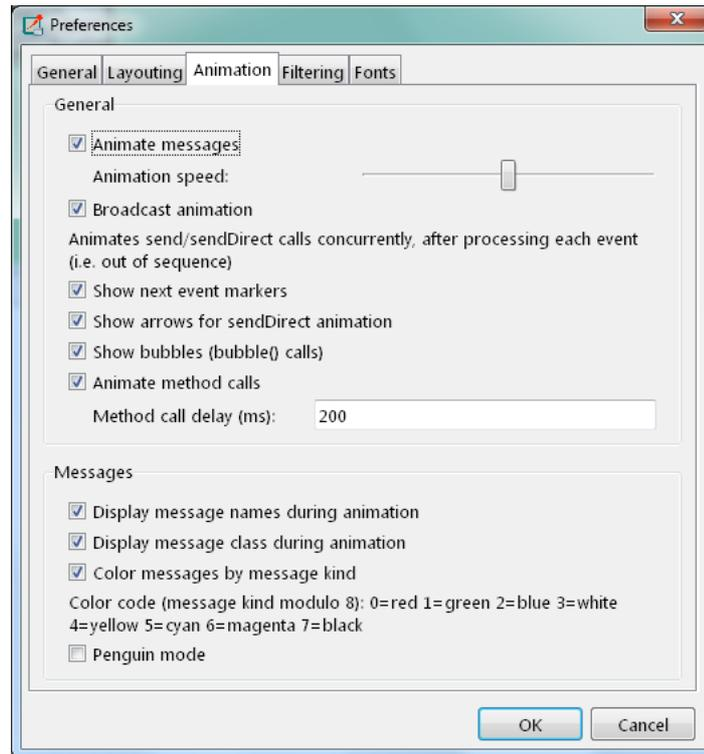 Preferences
General Layouting Animation Filtering Fonts
General
Animate messages
Animation speed:
Broadcast animation
Animates send/sendDirect calls concurrently, after processing each event
(i.e. out of sequence)
Show next event markers
Show arrows for sendDirect animation
Show bubbles (bubble() calls)
Animate method calls
Method call delay (ms): 200
Messages
Display message names during animation
Display message class during animation
Color messages by message kind
Color code (message kind modulo 8): 0=red 1=green 2=blue 3=white
4=yellow 5=cyan 6=magenta 7=black
Penguin mode
OK Cancel